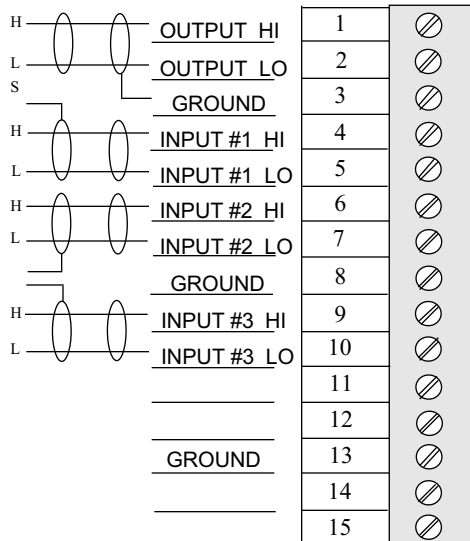 H OUTPUT HI 1
L OUTPUT LO 2
S GROUND 3
H INPUT #1 HI 4
L INPUT #1 LO 5
H INPUT #2 HI 6
L INPUT #2 LO 7
GROUND 8
H INPUT #3 HI 9
L INPUT #3 LO 10
11
12
GROUND 13
14
15